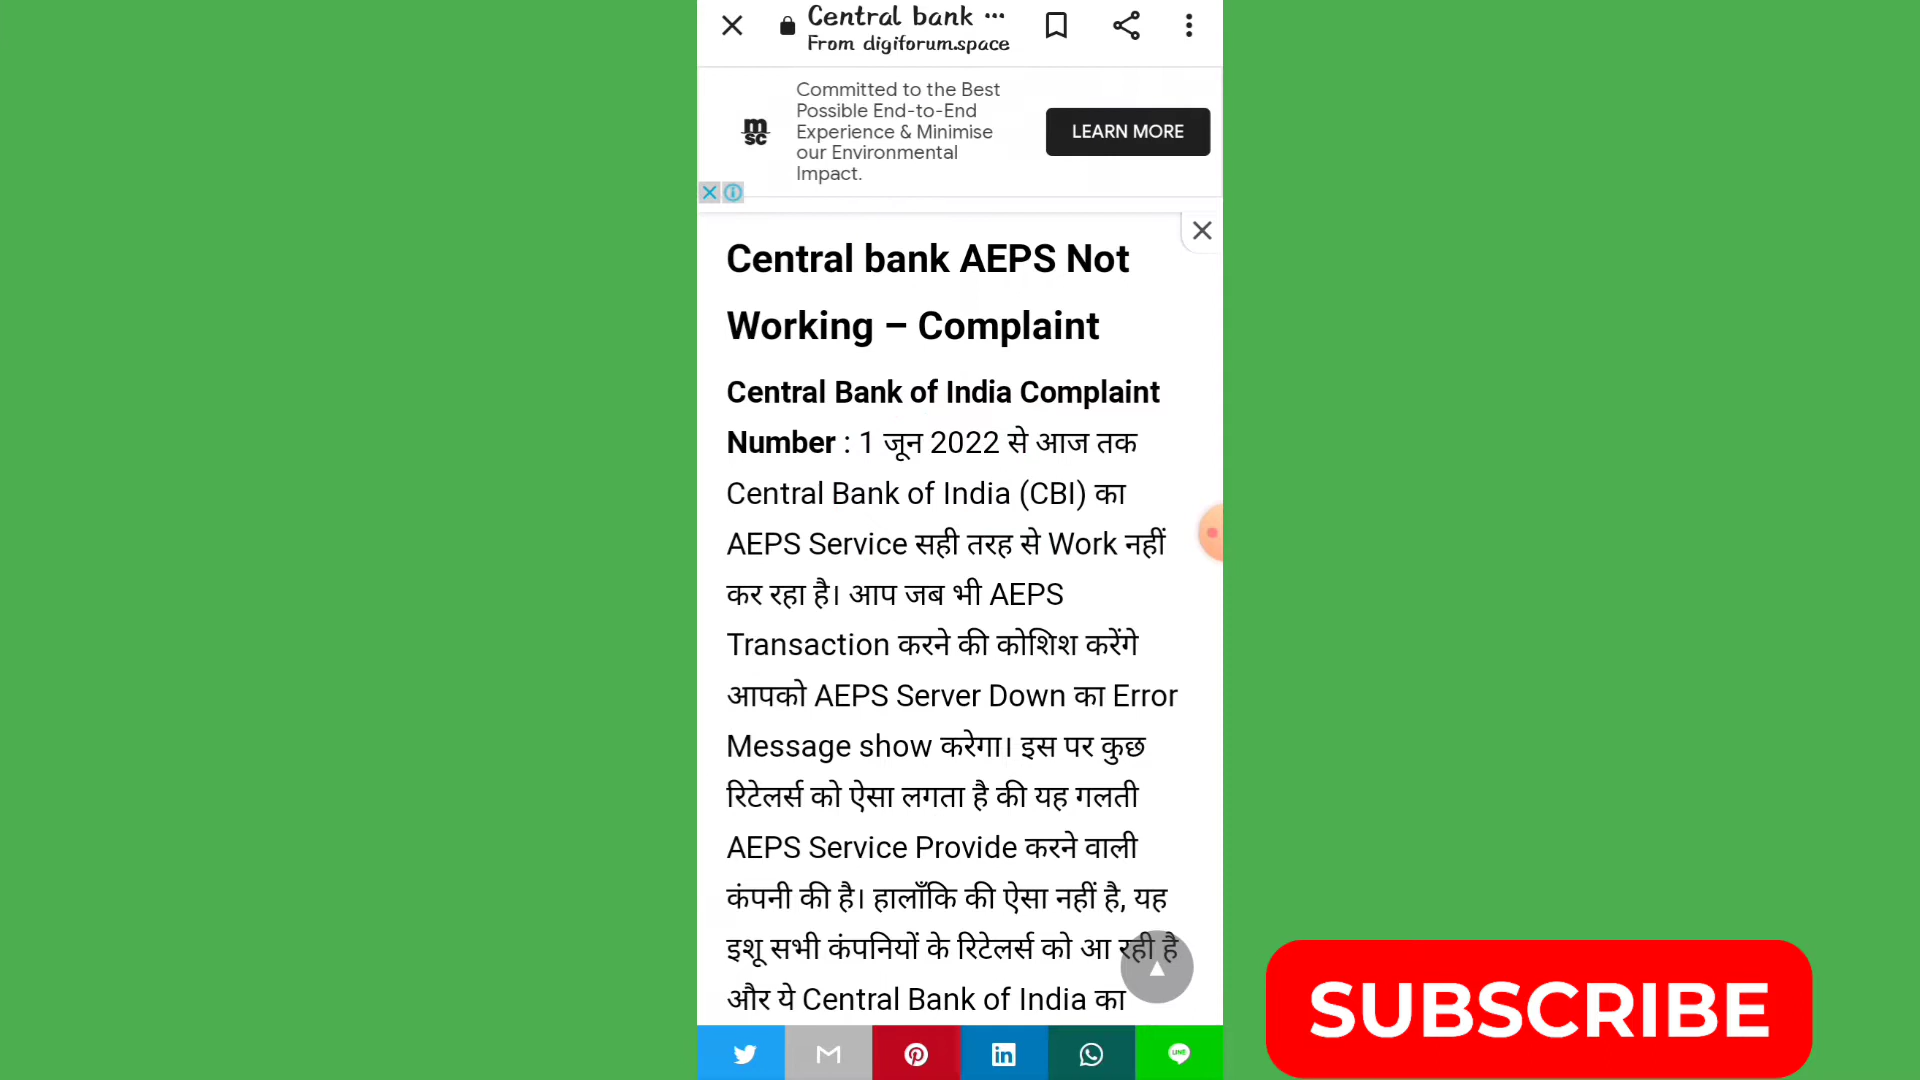 Central bank ...
From digiforum.space
Committed to the Best
Possible End-to-End
Experience & Minimise
our Environmental
Impact.
msc
LEARN MORE
Central bank AEPS Not
Working – Complaint
Central Bank of India Complaint
Number : 1 जून 2022 से आज तक
Central Bank of India (CBI) का
AEPS Service सही तरह से Work नहीं
कर रहा है। आप जब भी AEPS
Transaction करने की कोशिश करेंगे
आपको AEPS Server Down का Error
Message show करेगा। इस पर कुछ
रिटेलर्स को ऐसा लगता है की यह गलती
AEPS Service Provide करने वाली
कंपनी की है। हालाँकि की ऐसा नहीं है, यह
इशू सभी कंपनियों के रिटेलर्स को आ रही है
और ये Central Bank of India का
LINE
SUBSCRIBE